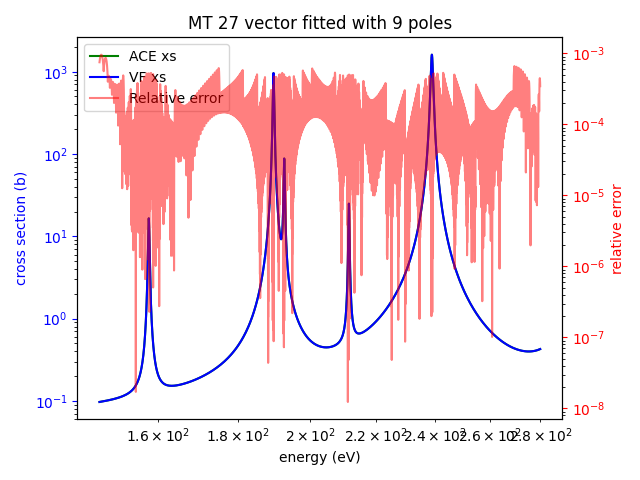 MT 27 vector fitted with 9 poles
ACE xs
VF xs
Relative error
10³
10²
10¹
10⁰
10⁻¹
cross section (b)
10⁻³
10⁻⁴
10⁻⁵
10⁻⁶
10⁻⁷
10⁻⁸
relative error
1.6 × 10² 1.8 × 10² 2 × 10² 2.2 × 10² 2.4 × 10² 2.6 × 10² 2.8 × 10²
energy (eV)